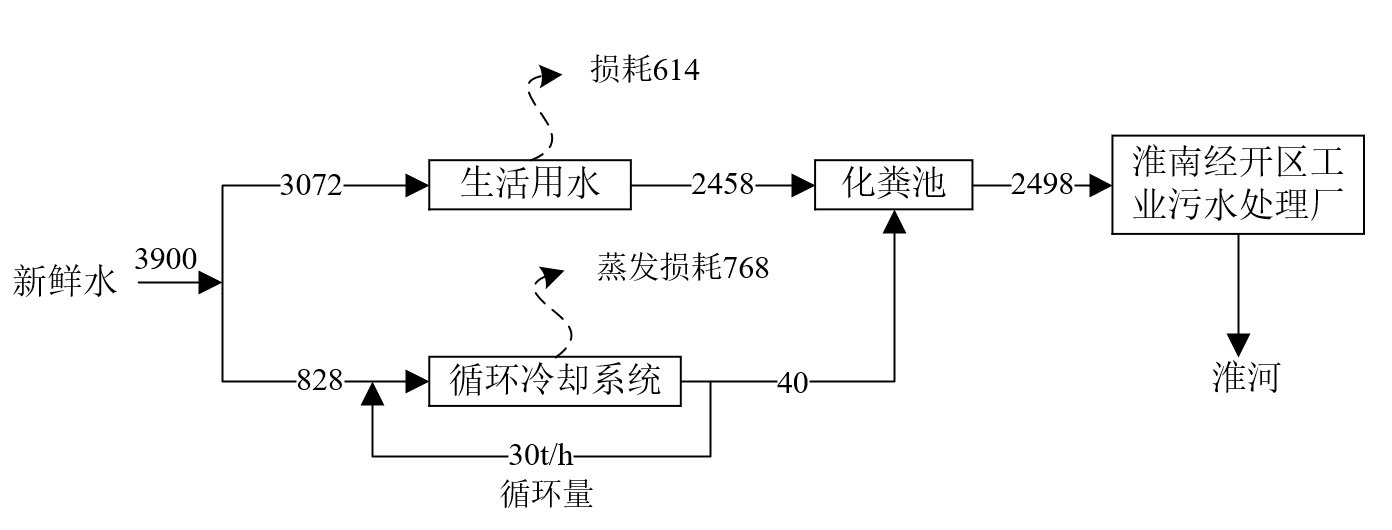 损耗614
3072
生活用水
2458
化粪池
2498
淮南经开区工
业污水处理厂
新鲜水
3900
蒸发损耗768
828
循环冷却系统
40
淮河
30t/h
循环量